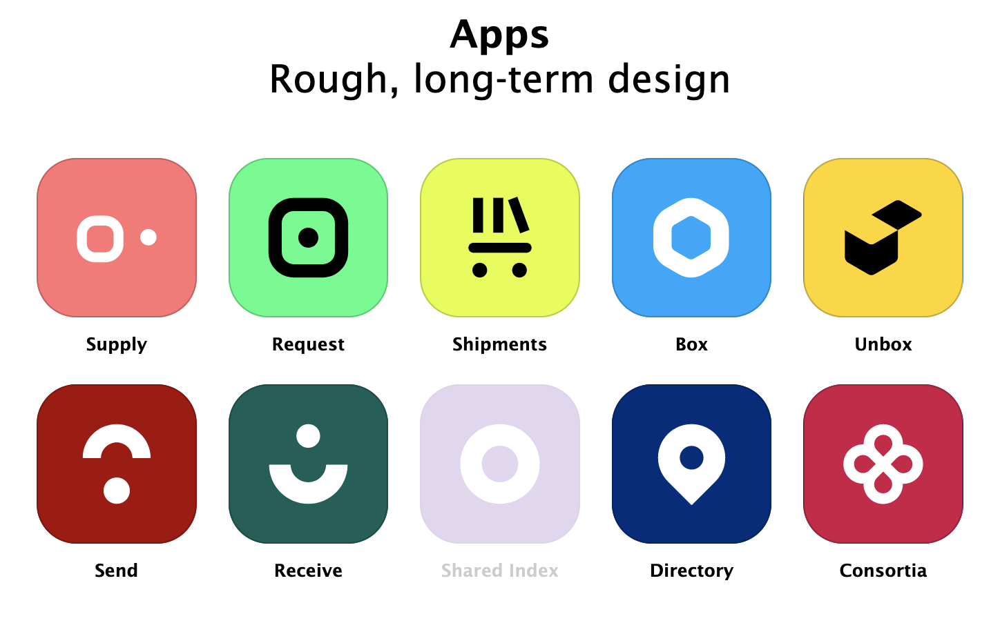 Apps
Rough, long-term design
Supply
Request
Shipments
Box
Unbox
Send
Receive
Shared Index
Directory
Consortia